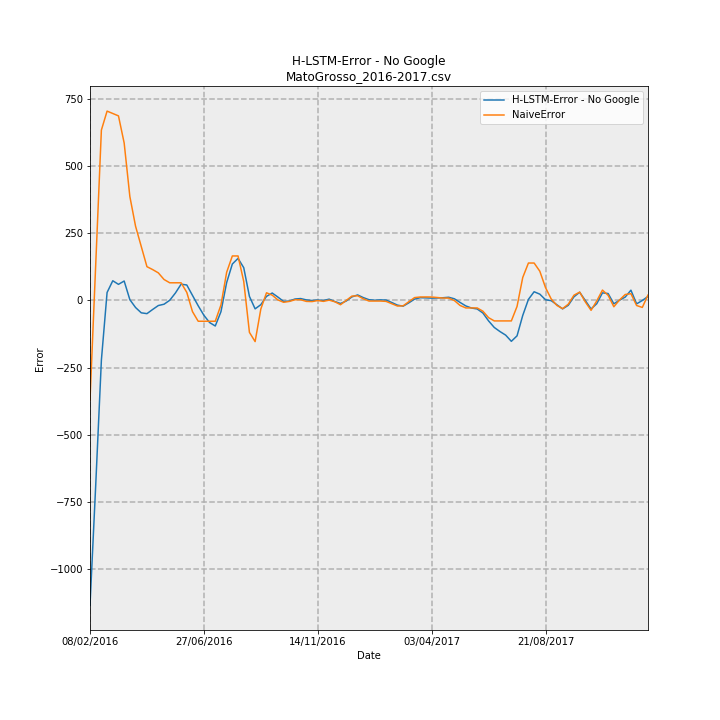 H-LSTM-Error - No Google
MatoGrosso_2016-2017.csv
H-LSTM-Error - No Google
NaiveError
750
500
250
0
−250
−500
−750
−1000
Error
08/02/2016 27/06/2016 14/11/2016 03/04/2017 21/08/2017
Date